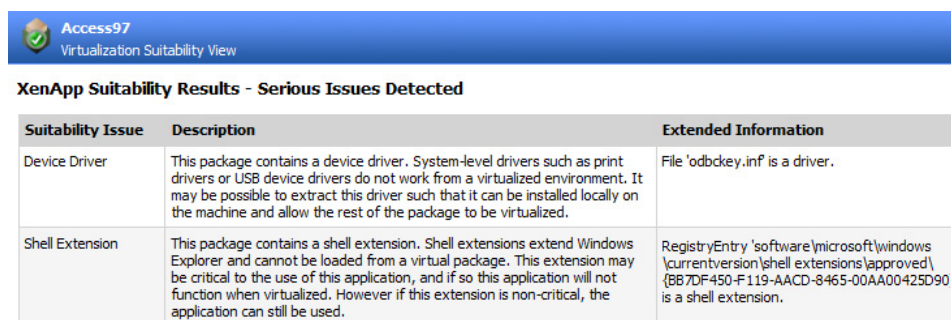 Access97
Virtualization Suitability View
XenApp Suitability Results - Serious Issues Detected
Suitability Issue Description Extended Information
Device Driver This package contains a device driver. System-level drivers such as print File 'odbckey.inf' is a driver.
drivers or USB device drivers do not work from a virtualized environment. It
may be possible to extract this driver such that it can be installed locally on
the machine and allow the rest of the package to be virtualized.
Shell Extension This package contains a shell extension. Shell extensions extend Windows RegistryEntry 'software\microsoft\windows
Explorer and cannot be loaded from a virtual package. This extension may \currentversion\shell extensions\approved\
be critical to the use of this application, and if so this application will not {BB7DF450-F119-AACD-8465-00AA00425D90
function when virtualized. However if this extension is non-critical, the is a shell extension.
application can still be used.